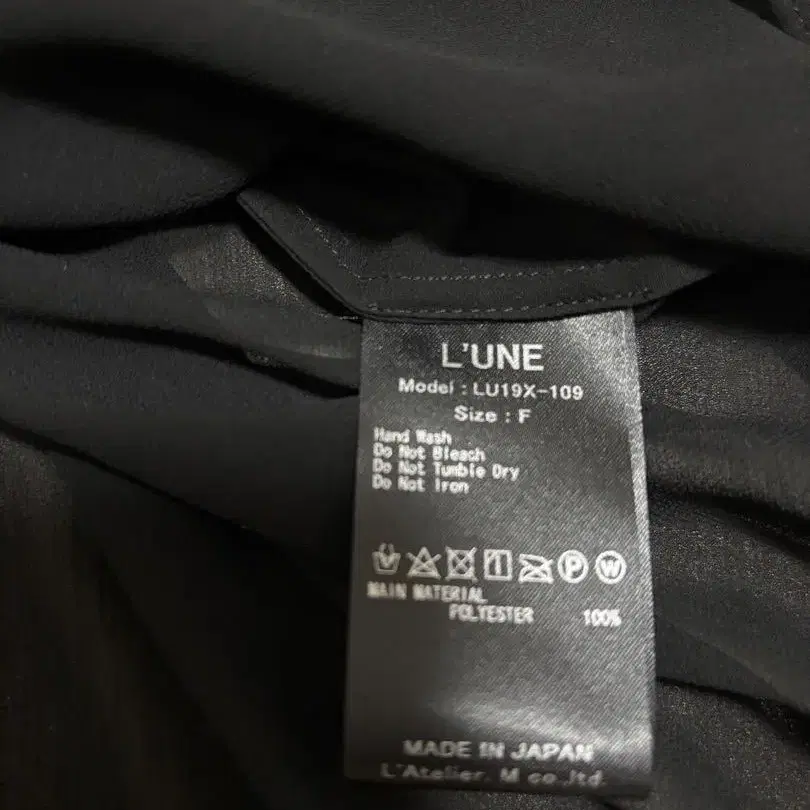 L'UNE
Model : LU19X-109
Size : F
Hand Wash
Do Not Bleach
Do Not Tumble Dry
Do Not Iron
P W
MAIN MATERIAL
POLYESTER 100%
MADE IN JAPAN
L'Atelier. M co.,ltd.